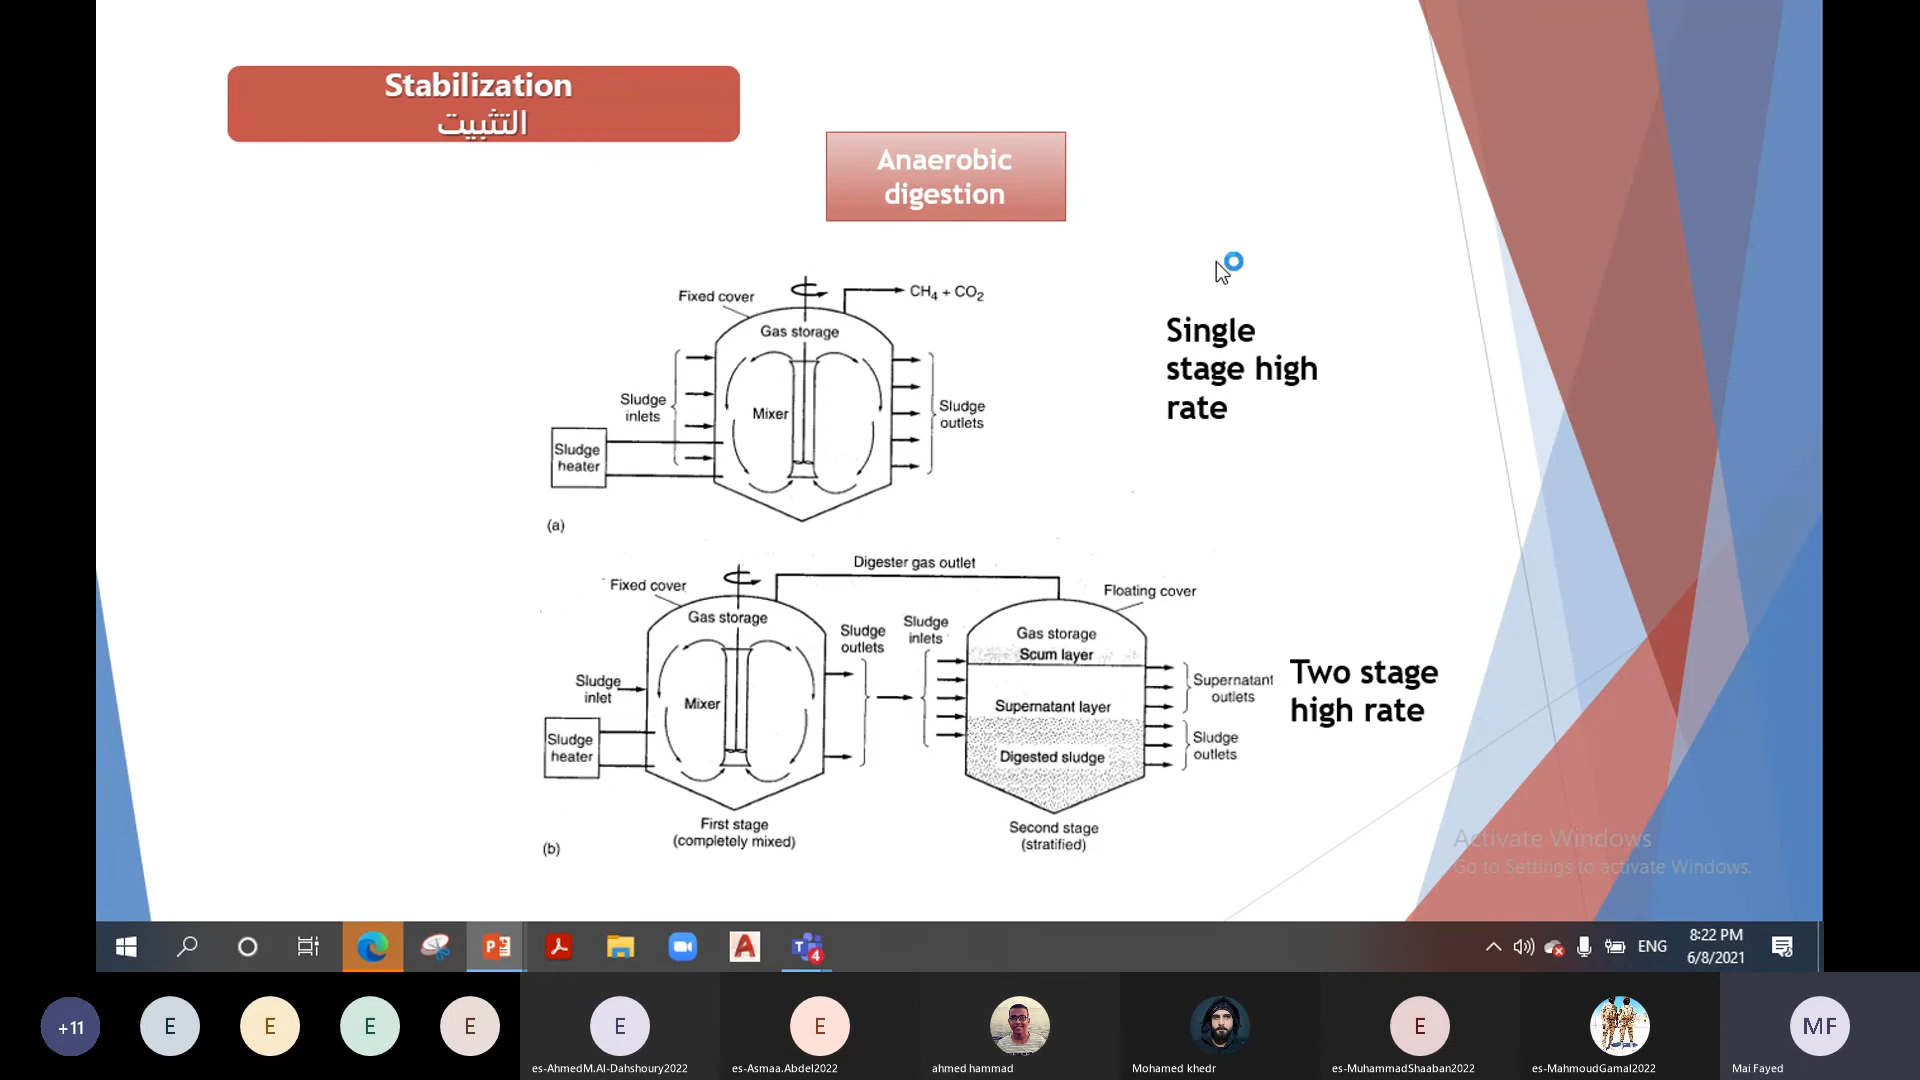 Stabilization
التثبيت
Anaerobic
digestion
Fixed cover
CH4 + CO2
Gas storage
Sludge
inlets
Mixer
Sludge
outlets
Sludge
heater
(a)
Single
stage high
rate
Digester gas outlet
Fixed cover
Floating cover
Gas storage
Sludge
outlets
Sludge
inlets
Gas storage
Scum layer
Sludge
inlet
Mixer
Supernatant layer
Supernatant
outlets
Sludge
heater
Digested sludge
Sludge
outlets
First stage
(completely mixed)
Second stage
(stratified)
(b)
Two stage
high rate
Activate Windows
Go to Settings to activate Windows.
4
ENG
8:22 PM
6/8/2021
+11
E
E
E
E
E
es-AhmedM.Al-Dahshoury2022
E
es-Asmaa.Abdel2022
ahmed hammad
Mohamed khedr
E
es-MuhammadShaaban2022
es-MahmoudGamal2022
MF
Mai Fayed